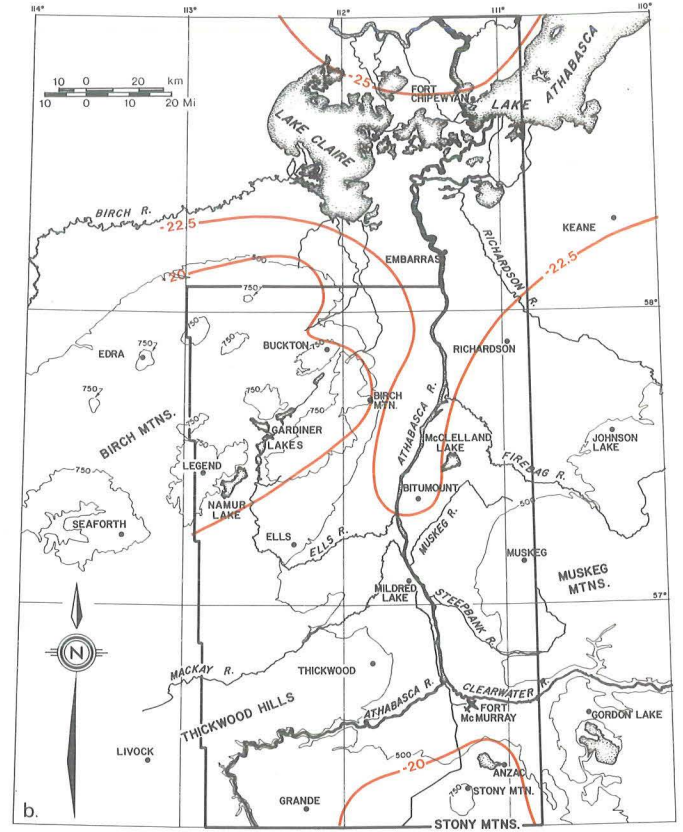 113° 112° 111° 110°
10 0 20 km
10 0 10 20 Mi
-25
FORT
CHIPEWYAN
LAKE
ATHABASCA
LAKE CLAIRE
BIRCH R.
-22.5
KEANE
RICHARDSON R.
-20
500
EMBARRAS
-22.5
750
58°
750
750
EDRA
750
BUCKTON
750
RICHARDSON
750
750
BIRCH
MTN.
ATHABASCA R.
BIRCH MTNS.
750
GARDINER
LAKES
McCLELLAND
LAKE
JOHNSON
LAKE
750
LEGEND
FIREBAG R.
750
NAMUR
LAKE
BITUMOUNT
500
SEAFORTH
ELLS
ELLS R.
MUSKEG R.
MUSKEG
MUSKEG
MTNS.
MILDRED
LAKE
STEEPBANK R.
57°
N
MACKAY R.
THICKWOOD
THICKWOOD HILLS
ATHABASCA R.
CLEARWATER R.
FORT
McMURRAY
GORDON LAKE
LIVOCK
500
-20
ANZAC
750
STONY MTN.
GRANDE
b.
STONY MTNS.